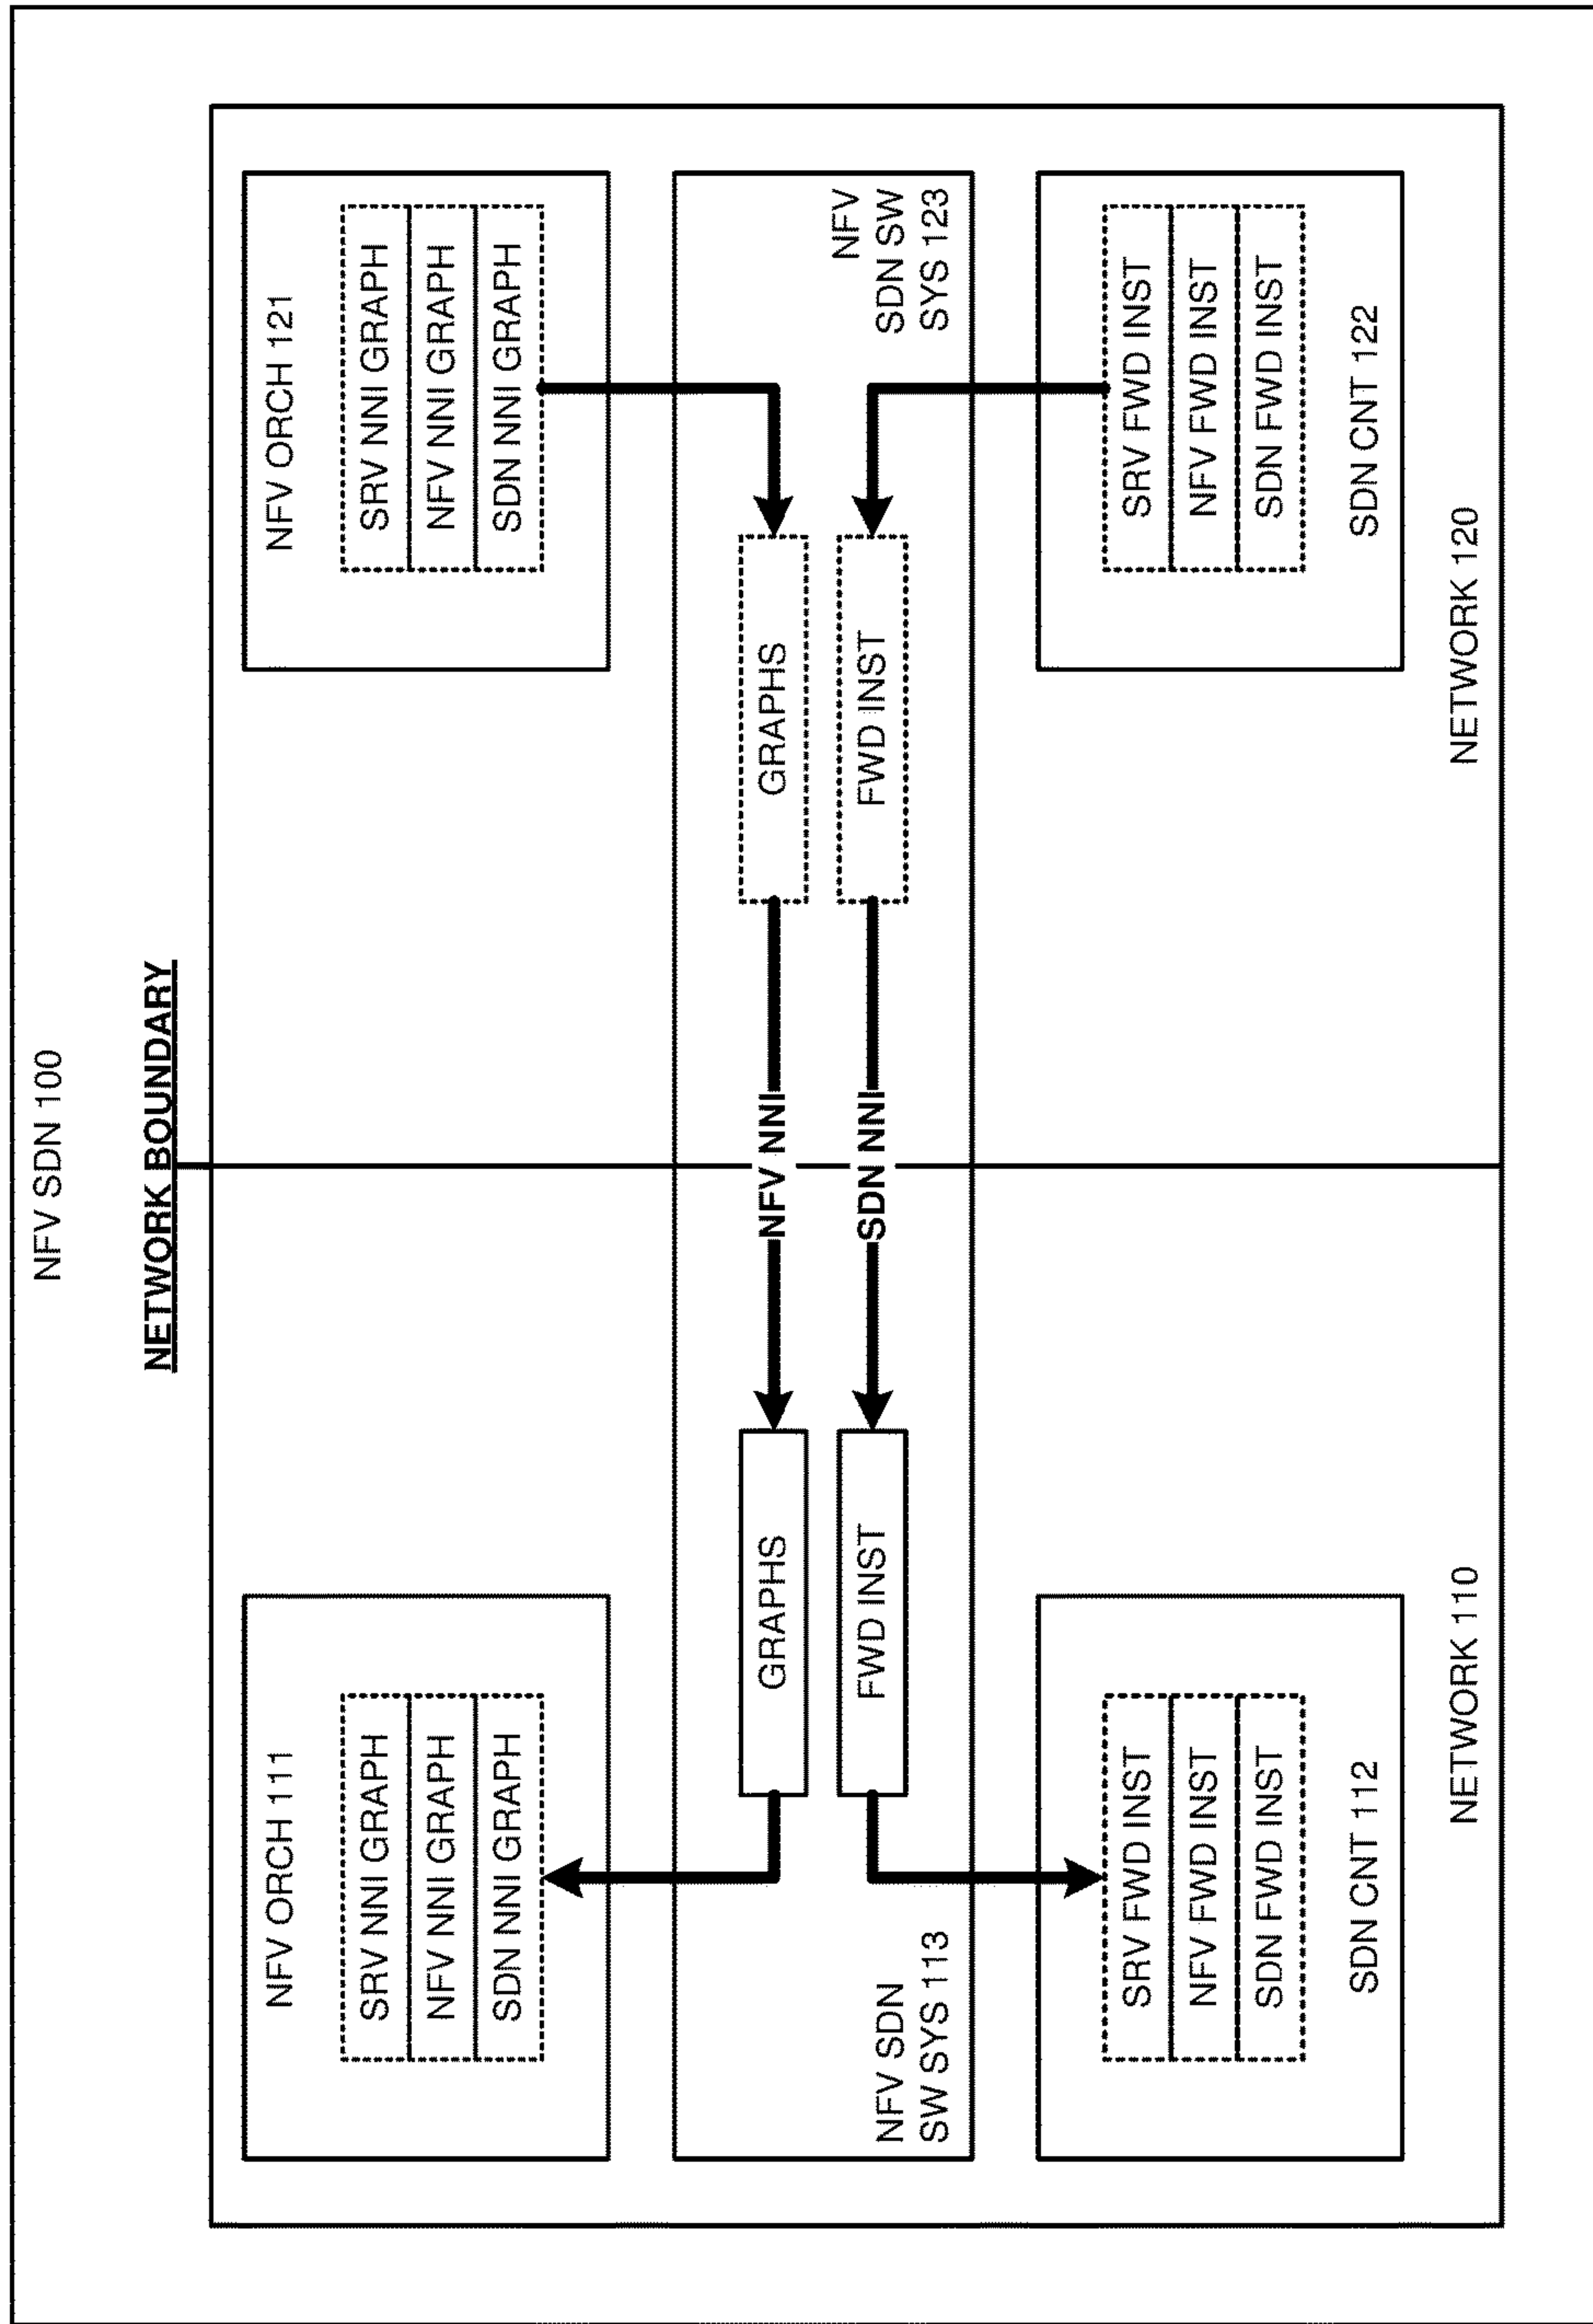 NFV SDN 100
NETWORK BOUNDARY
NFV ORCH 111
SRV NNI GRAPH
NFV NNI GRAPH
SDN NNI GRAPH
NFV ORCH 121
SRV NNI GRAPH
NFV NNI GRAPH
SDN NNI GRAPH
GRAPHS
NFV NNI
GRAPHS
FWD INST
SDN NNI
FWD INST
NFV SDN
SW SYS 113
NFV
SDN SW
SYS 123
SRV FWD INST
NFV FWD INST
SDN FWD INST
SDN CNT 112
SRV FWD INST
NFV FWD INST
SDN FWD INST
SDN CNT 122
NETWORK 110
NETWORK 120